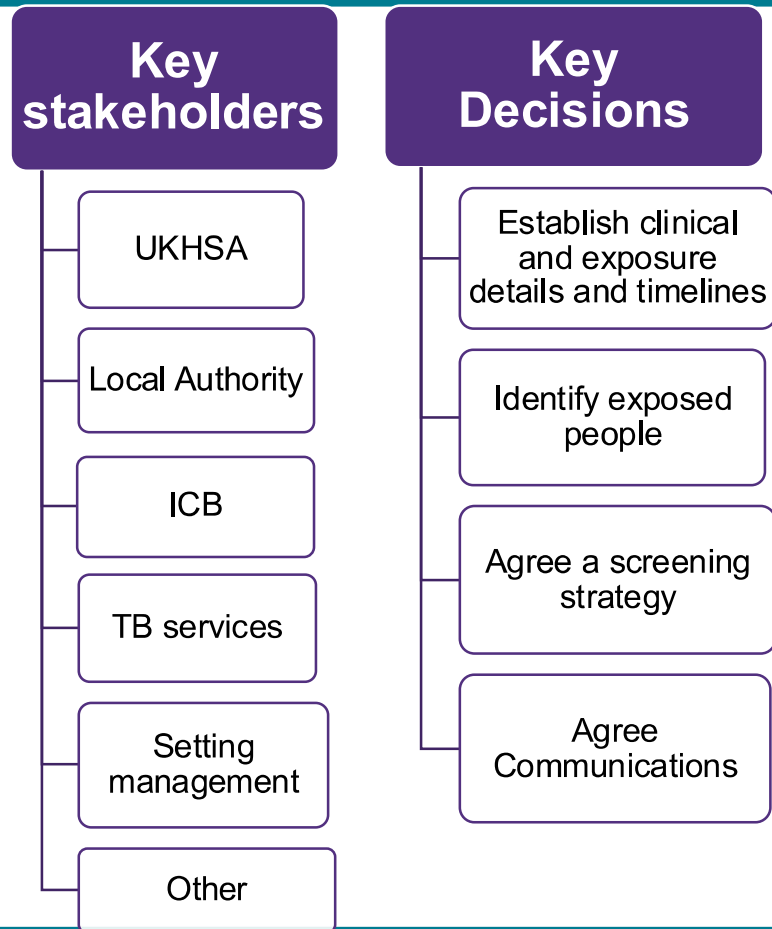 Key
stakeholders
UKHSA
Local Authority
ICB
TB services
Setting
management
Other
Key
Decisions
Establish clinical
and exposure
details and timelines
Identify exposed
people
Agree a screening
strategy
Agree
Communications